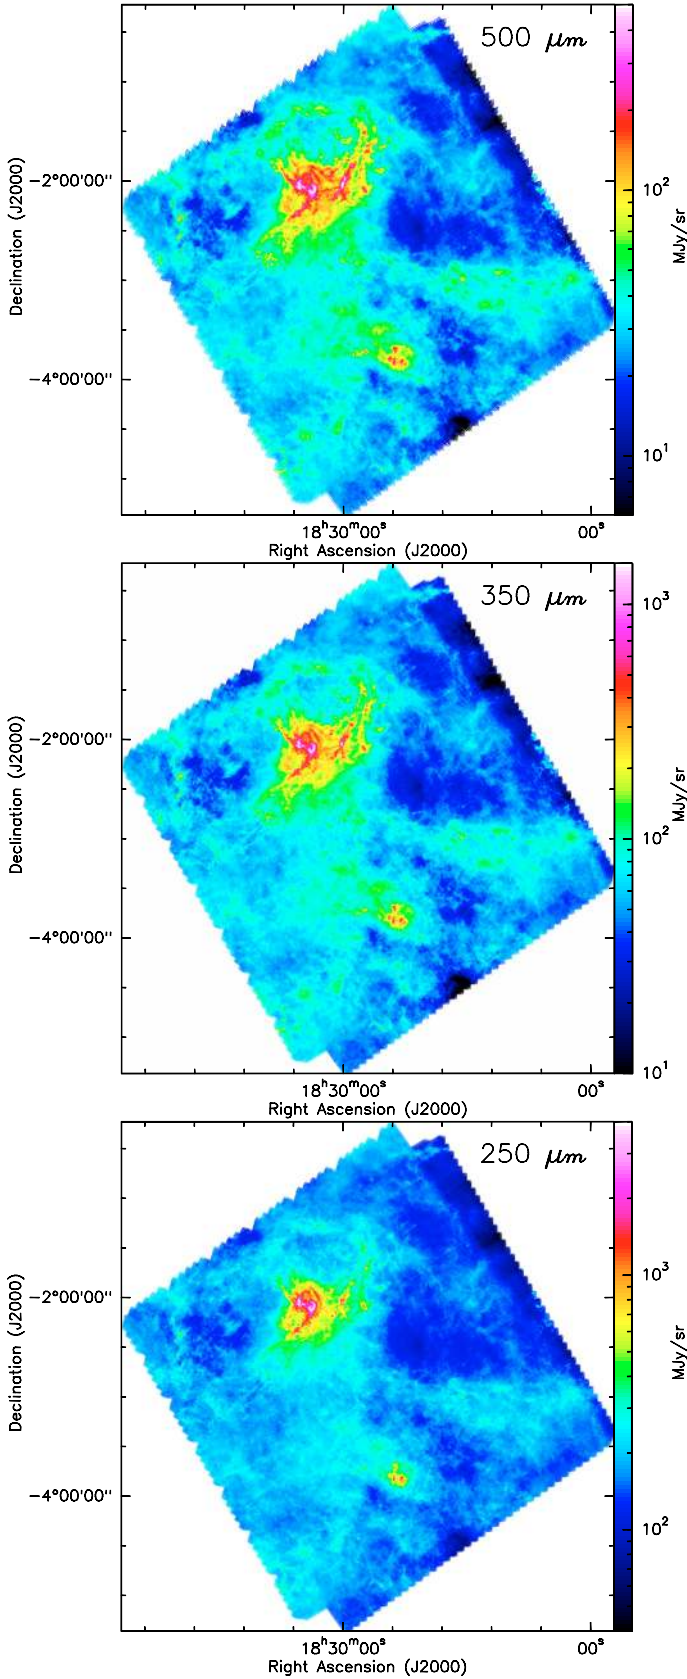 500 μm
Declination (J2000)
−2°00'00"
−4°00'00"
18ʰ30ᵐ00ˢ
00ˢ
Right Ascension (J2000)
10²
10¹
MJy/sr
350 μm
Declination (J2000)
−2°00'00"
−4°00'00"
18ʰ30ᵐ00ˢ
00ˢ
Right Ascension (J2000)
10³
10²
10¹
MJy/sr
250 μm
Declination (J2000)
−2°00'00"
−4°00'00"
18ʰ30ᵐ00ˢ
00ˢ
Right Ascension (J2000)
10³
10²
MJy/sr